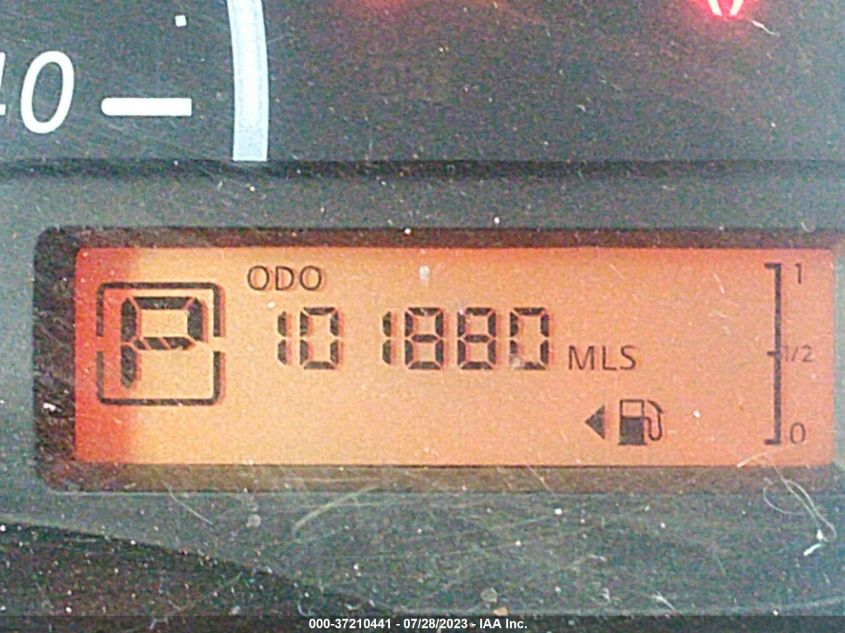 40
ODO
P
101880 MLS
1
1/2
0
000-37210441 - 07/28/2023 - IAA Inc.